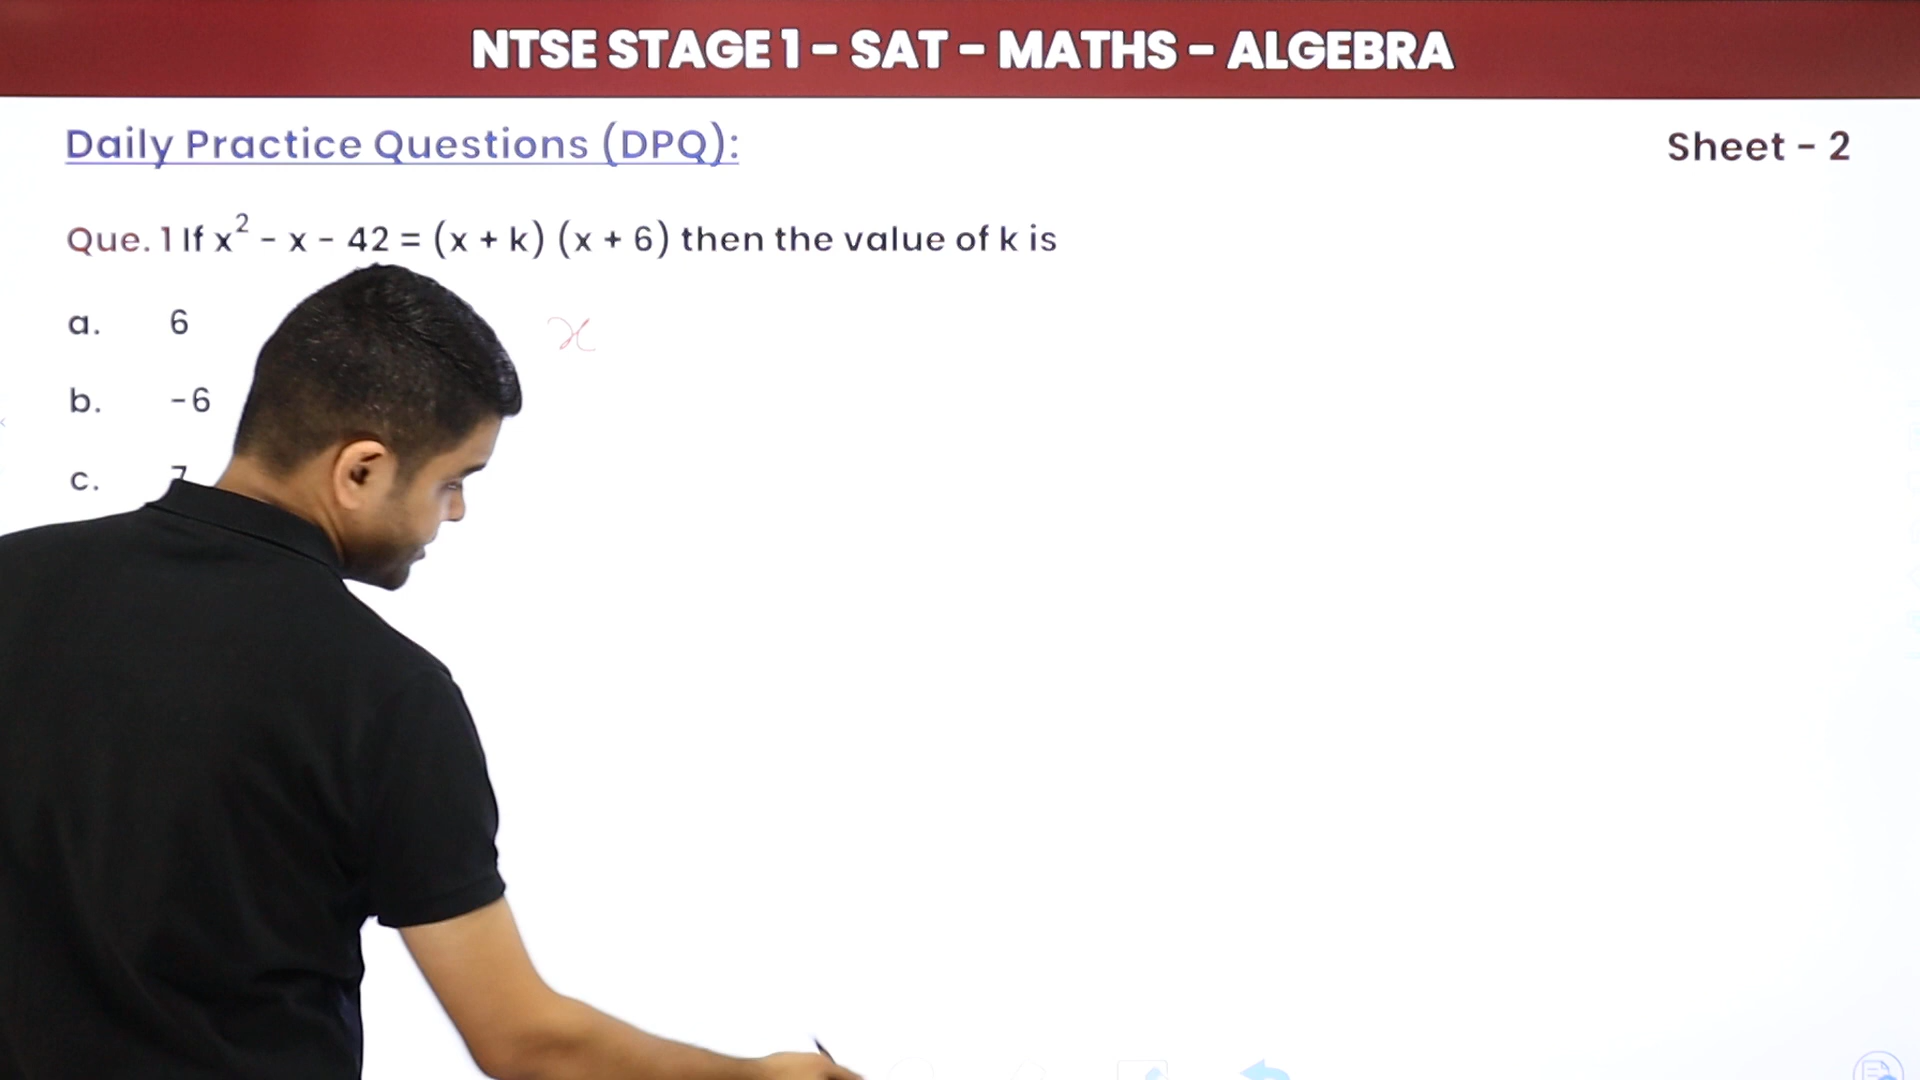 NTSE STAGE 1 - SAT - MATHS - ALGEBRA
Daily Practice Questions (DPQ):
Sheet - 2
Que. 1 If x² - x - 42 = (x + k) (x + 6) then the value of k is
a. 6
x
b. -6
c. 7